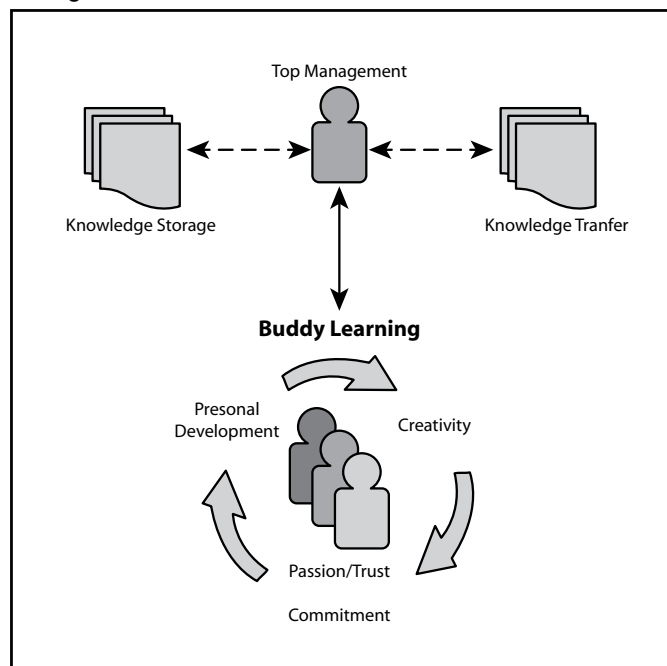 Top Management
Knowledge Storage
Knowledge Tranfer
Buddy Learning
Presonal
Development
Creativity
Passion/Trust
Commitment